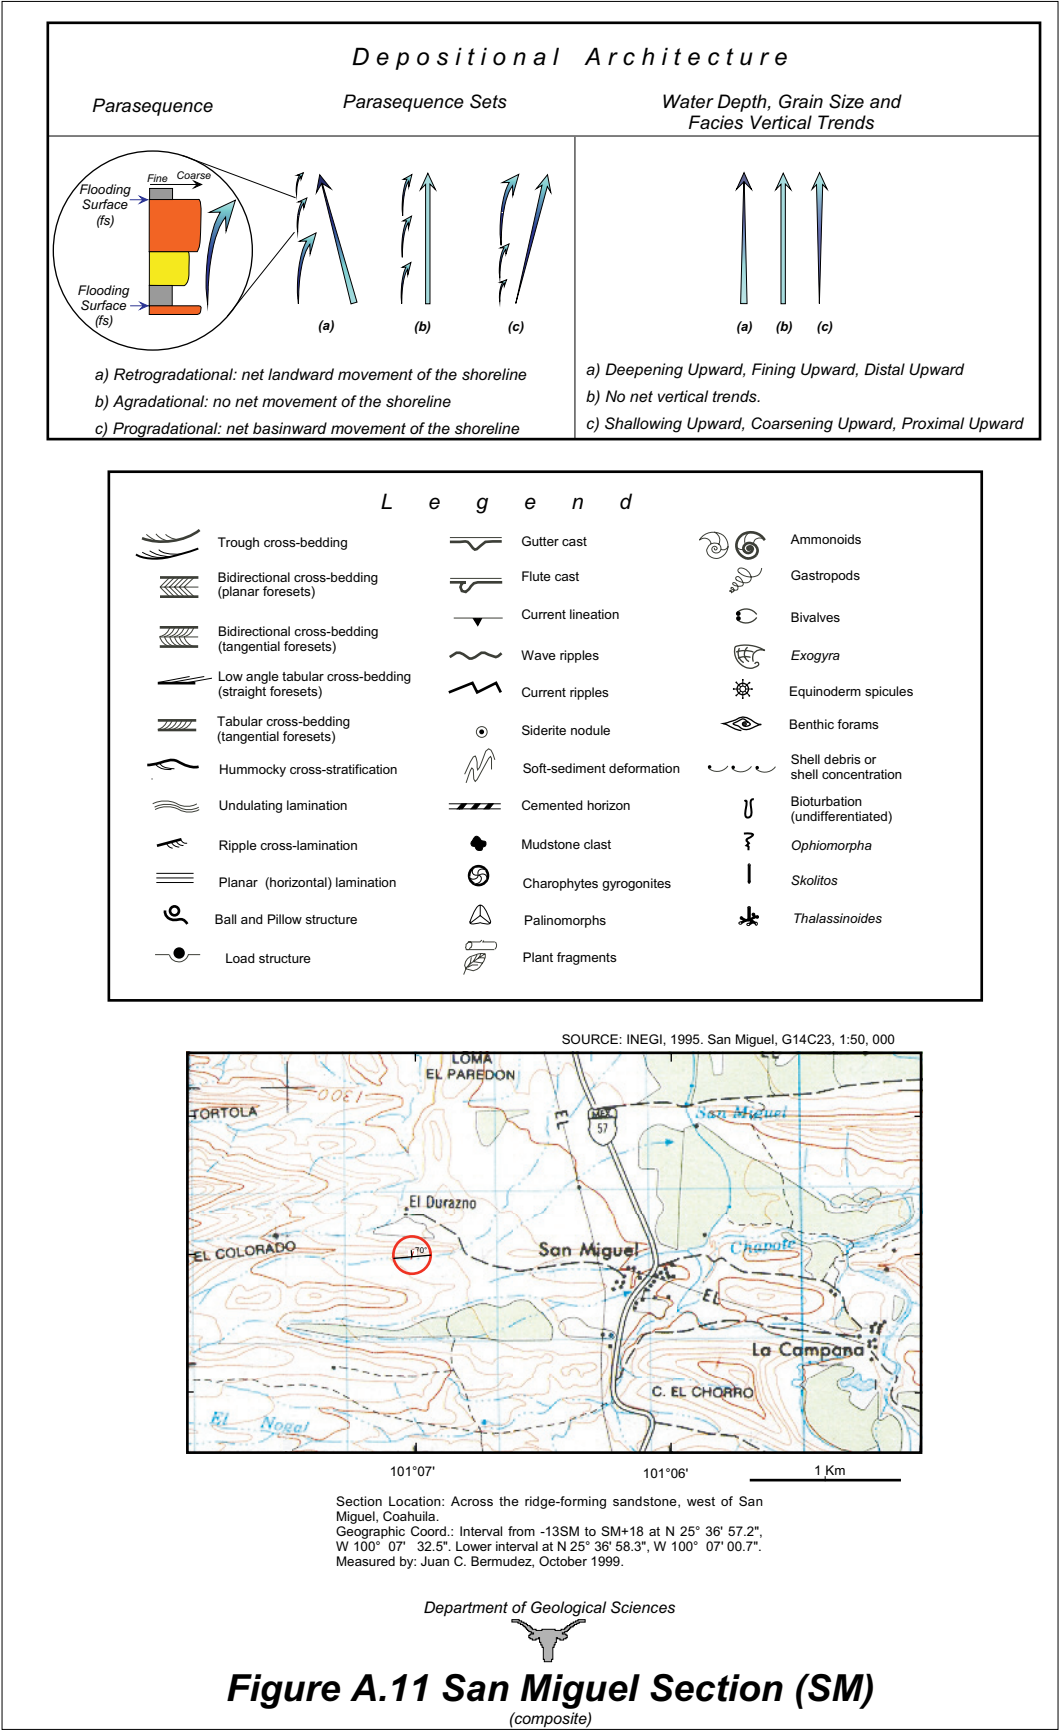 Depositional Architecture
Parasequence
Parasequence Sets
Water Depth, Grain Size and
Facies Vertical Trends
Fine Coarse
Flooding
Surface
(fs)
Flooding
Surface
(fs)
(a)
(b)
(c)
(a)
(b)
(c)
a) Retrogradational: net landward movement of the shoreline
b) Agradational: no net movement of the shoreline
c) Progradational: net basinward movement of the shoreline
a) Deepening Upward, Fining Upward, Distal Upward
b) No net vertical trends.
c) Shallowing Upward, Coarsening Upward, Proximal Upward
Legend
Trough cross-bedding
Bidirectional cross-bedding
(planar foresets)
Bidirectional cross-bedding
(tangential foresets)
Low angle tabular cross-bedding
(straight foresets)
Tabular cross-bedding
(tangential foresets)
Hummocky cross-stratification
Undulating lamination
Ripple cross-lamination
Planar (horizontal) lamination
Ball and Pillow structure
Load structure
Gutter cast
Flute cast
Current lineation
Wave ripples
Current ripples
Siderite nodule
Soft-sediment deformation
Cemented horizon
Mudstone clast
Charophytes gyrogonites
Palinomorphs
Plant fragments
Ammonoids
Gastropods
Bivalves
Exogyra
Equinoderm spicules
Benthic forams
Shell debris or
shell concentration
Bioturbation
(undifferentiated)
Ophiomorpha
Skolitos
Thalassinoides
SOURCE: INEGI, 1995. San Miguel, G14C23, 1:50, 000
LOMA
EL PAREDON
EL
1300
TORTOLA
EL
MEX
57
San Miguel
El Durazno
EL COLORADO
70°
San Miguel
Chapote
EL
La Campana
C. EL CHORRO
El Nogal
101°07'
101°06'
1 Km
Section Location: Across the ridge-forming sandstone, west of San
Miguel, Coahuila.
Geographic Coord.: Interval from -13SM to SM+18 at N 25° 36' 57.2",
W 100° 07' 32.5". Lower interval at N 25° 36' 58.3", W 100° 07' 00.7".
Measured by: Juan C. Bermudez, October 1999.
Department of Geological Sciences
Figure A.11 San Miguel Section (SM)
(composite)